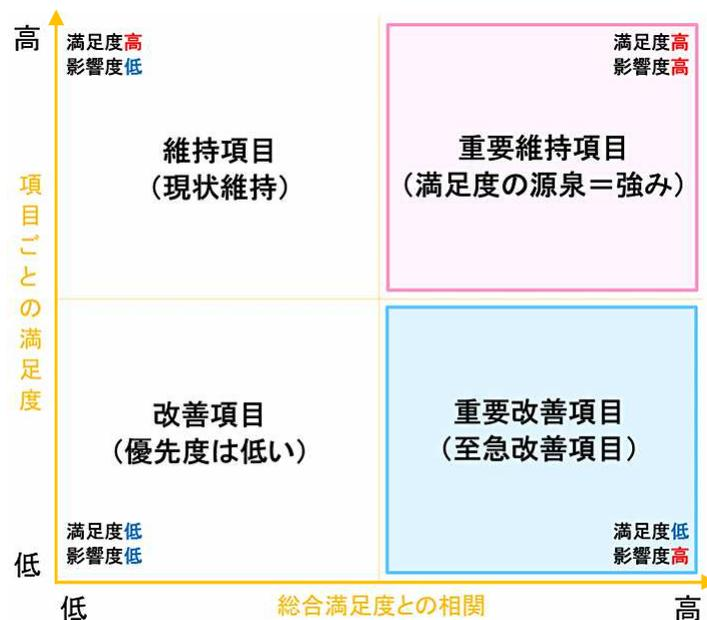 高
満足度高
影響度低
維持項目
（現状維持）
満足度高
影響度高
重要維持項目
（満足度の源泉＝強み）
項目ごとの満足度
改善項目
（優先度は低い）
満足度低
影響度低
重要改善項目
（至急改善項目）
満足度低
影響度高
低
低
総合満足度との相関
高